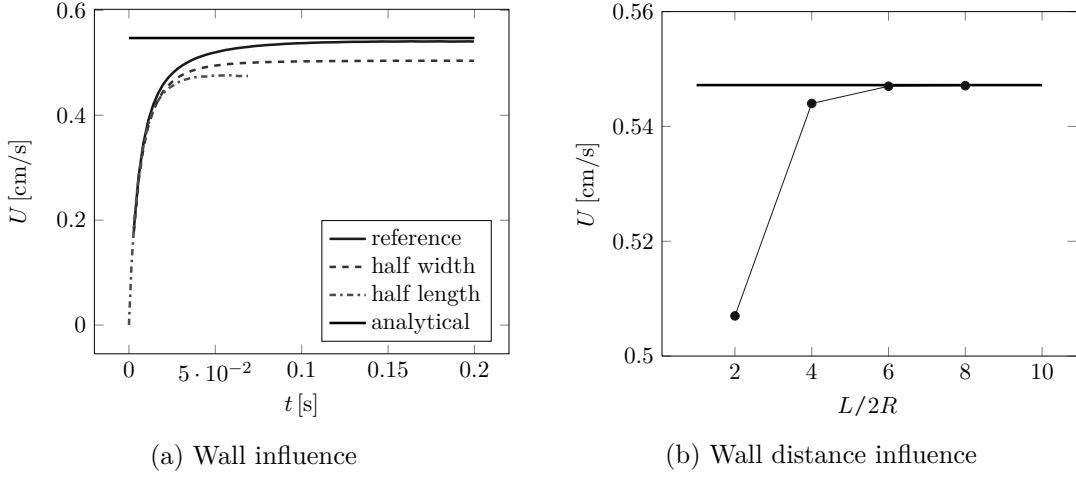 0.6
0.4
0.2
0
U [cm/s]
reference
half width
half length
analytical
0 5 · 10⁻² 0.1 0.15 0.2
t [s]
(a) Wall influence
0.56
0.54
0.52
0.5
U [cm/s]
2 4 6 8 10
L/2R
(b) Wall distance influence